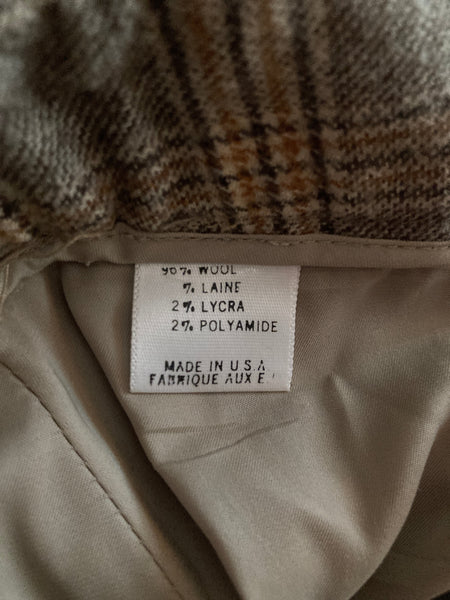 96% WOOL
% LAINE
2% LYCRA
2% POLYAMIDE
MADE IN U.S.A
FABRIQUE AUX E.